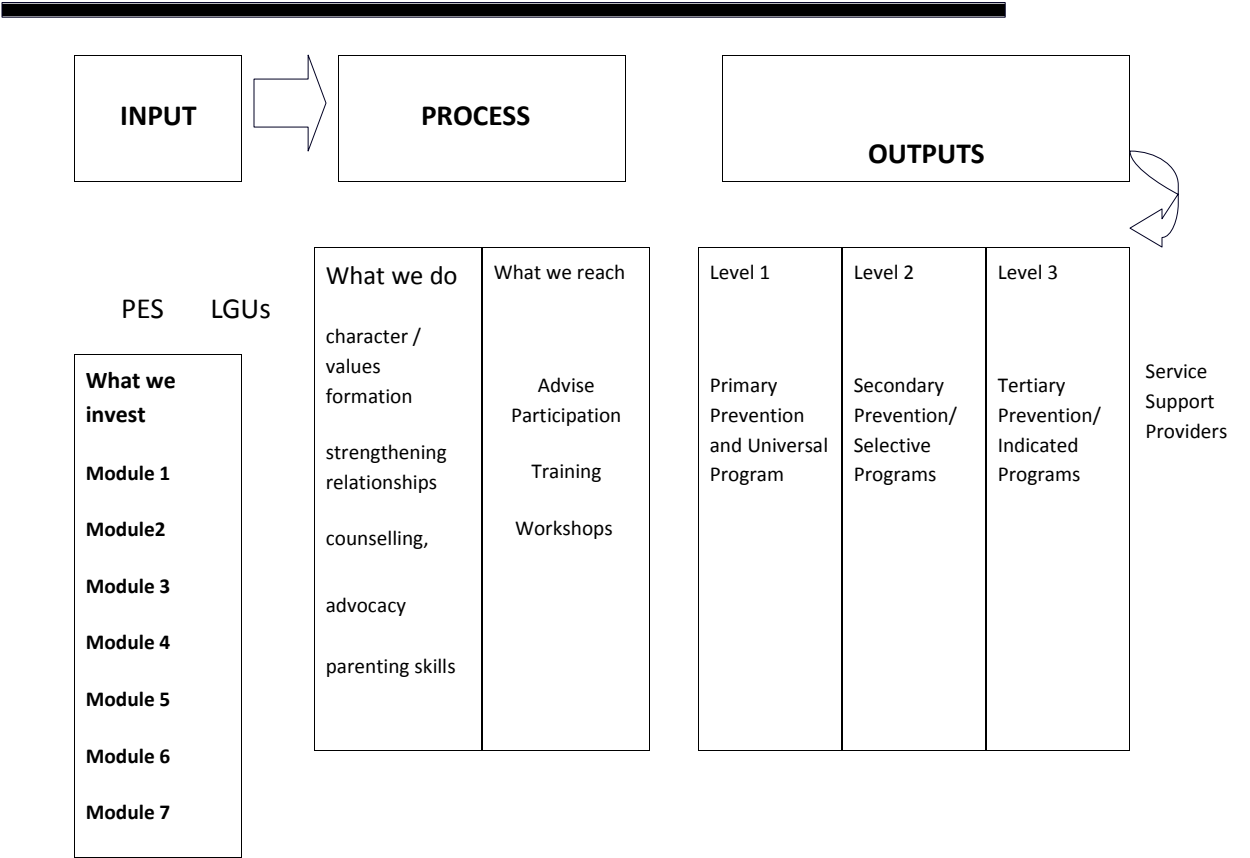 INPUT
PROCESS
OUTPUTS
PES LGUs
What we
invest
Module 1
Module2
Module 3
Module 4
Module 5
Module 6
Module 7
What we do
character /
values
formation
strengthening
relationships
counselling,
advocacy
parenting skills
What we reach
Advise
Participation
Training
Workshops
Level 1
Primary
Prevention
and Universal
Program
Level 2
Secondary
Prevention/
Selective
Programs
Level 3
Tertiary
Prevention/
Indicated
Programs
Service
Support
Providers